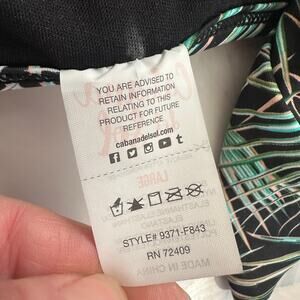 YOU ARE ADVISED TO
RETAIN INFORMATION
RELATING TO THIS
PRODUCT FOR FUTURE
REFERENCE
cabanadelsol.com
LARGE
STYLE# 9371-F843
RN 72409
MADE IN CHINA